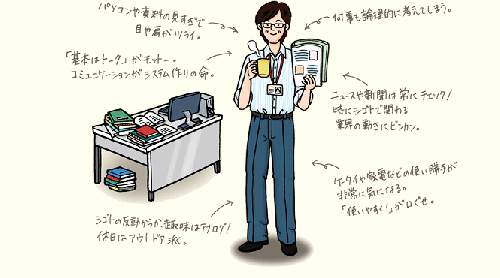 パソコンや資料の見すぎで
目や肩がツライ。
何事も論理的に考えてしまう。
「基本はトーク」がモットー。
コミュニケーションがシステム作りの命。
ニュースや新聞は常にチェック!
特にシゴトで関わる
業界の動きにビンカン。
ケータイや家電などの使い勝手が
非常に気になる。
「使いやすく!」が口ぐせ。
シゴトの反動からか趣味はアナログ!
休日はアウトドア派。